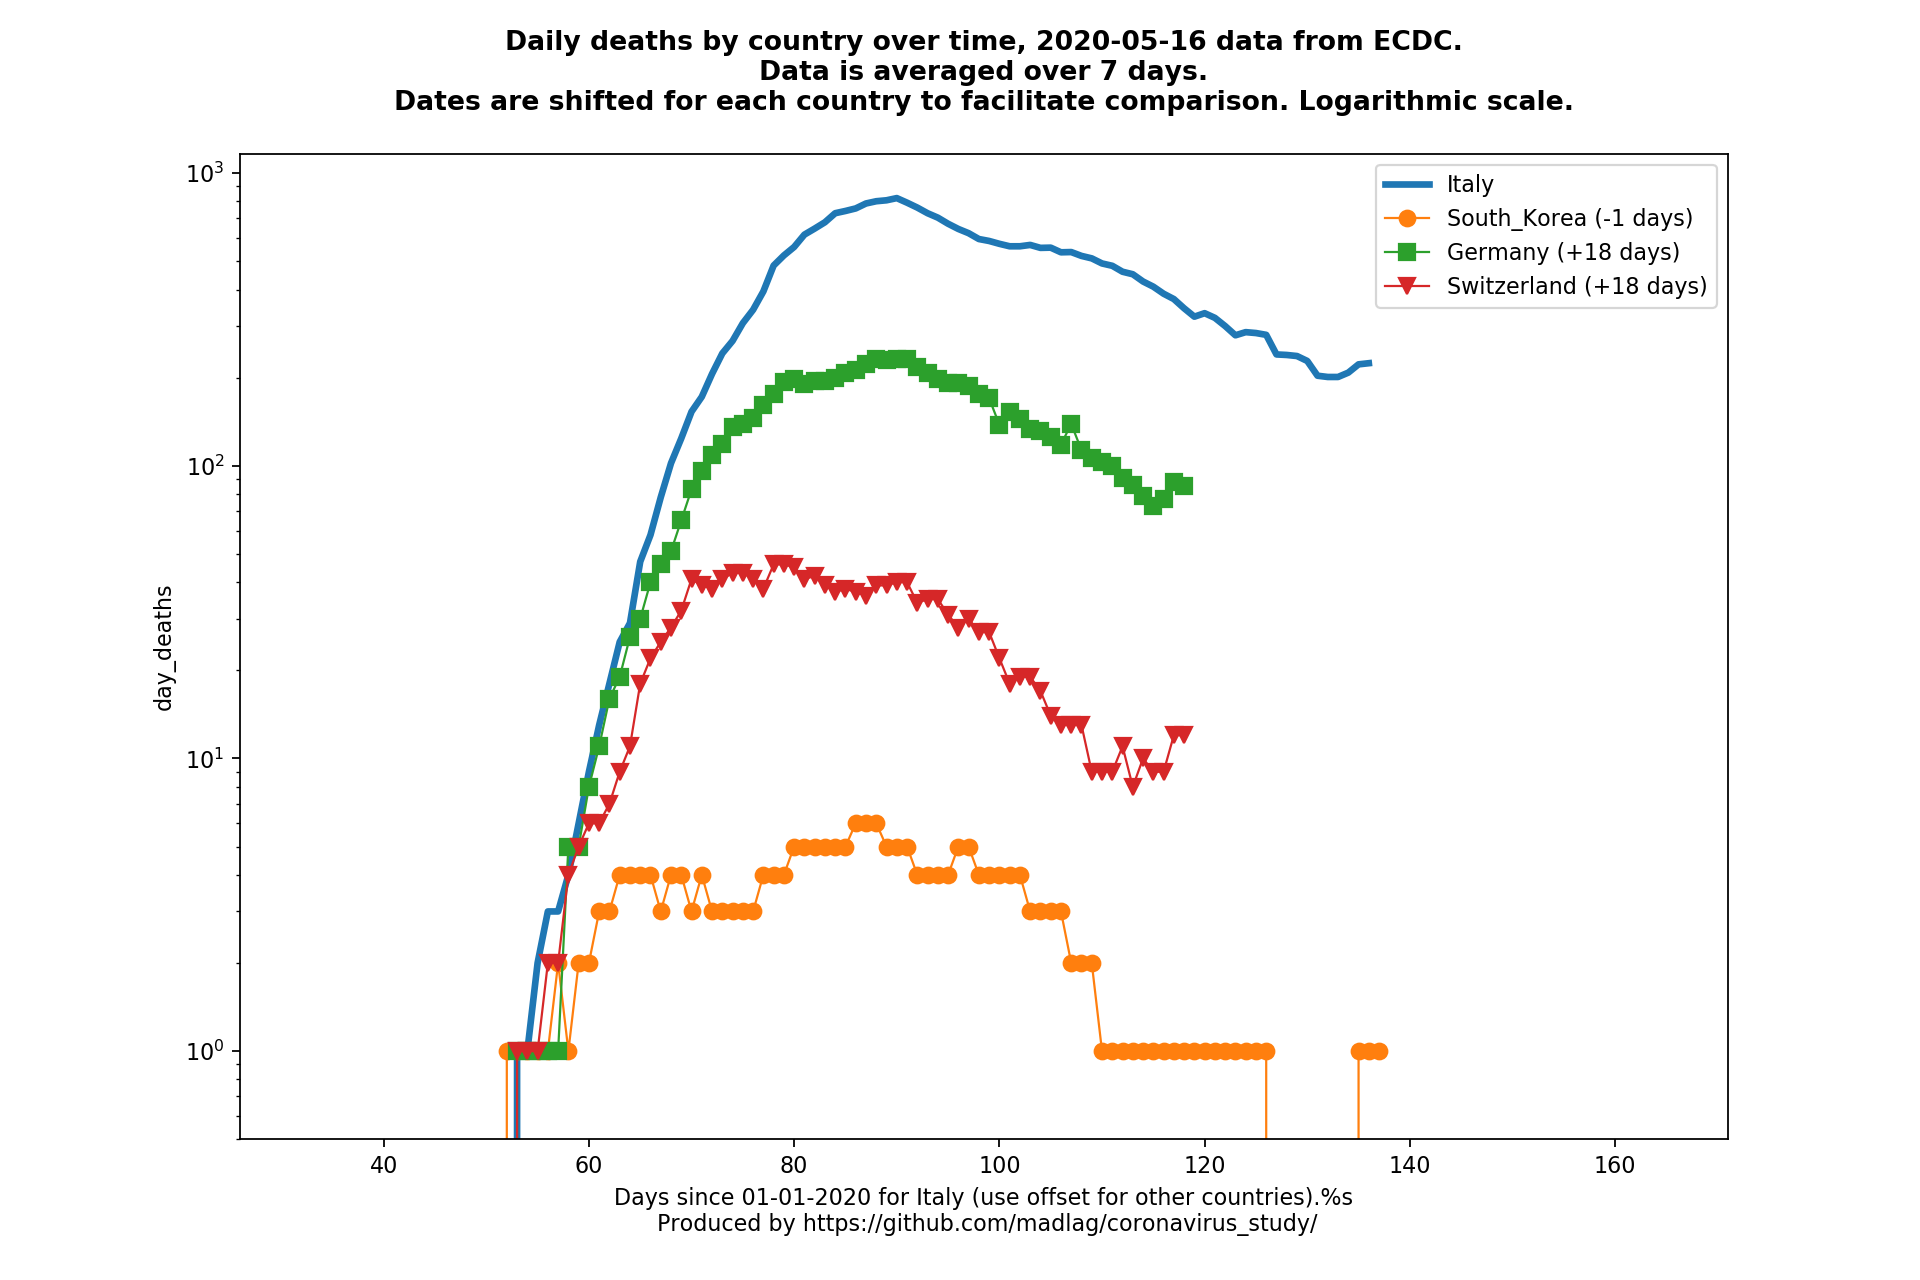 Daily deaths by country over time, 2020-05-16 data from ECDC.
Data is averaged over 7 days.
Dates are shifted for each country to facilitate comparison. Logarithmic scale.
Italy
South_Korea (-1 days)
Germany (+18 days)
Switzerland (+18 days)
day_deaths
10³
10²
10¹
10⁰
40 60 80 100 120 140 160
Days since 01-01-2020 for Italy (use offset for other countries).%s
Produced by https://github.com/madlag/coronavirus_study/